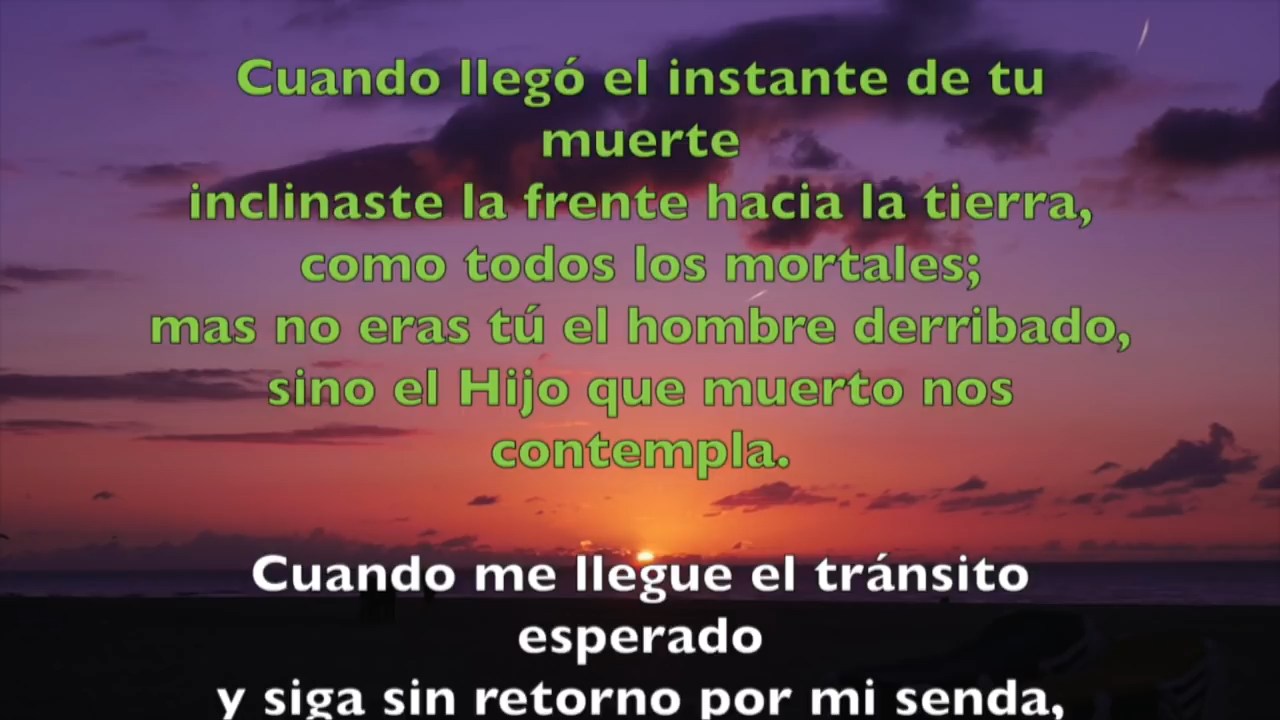 Cuando llegó el instante de tu
muerte
inclinaste la frente hacia la tierra,
como todos los mortales;
mas no eras tú el hombre derribado,
sino el Hijo que muerto nos
contempla.
Cuando me llegue el tránsito
esperado
y siga sin retorno por mi senda,